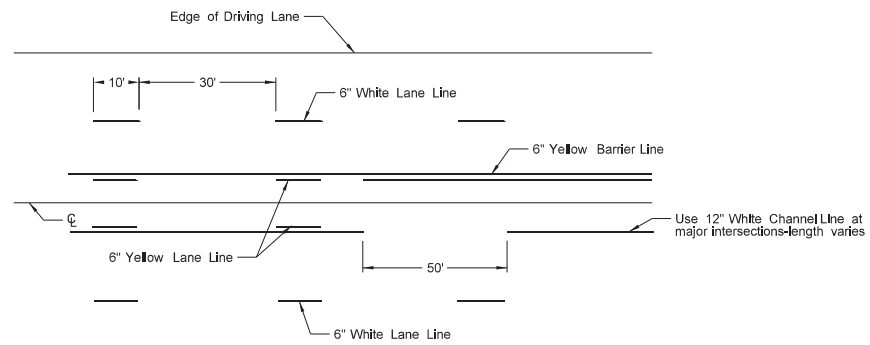 Edge of Driving Lane
10'
30'
6" White Lane Line
6" Yellow Barrier Line
℄
Use 12" White Channel Line at
major intersections-length varies
6" Yellow Lane Line
50'
6" White Lane Line